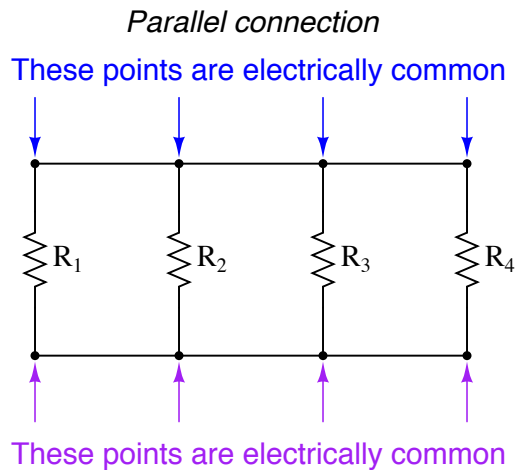 Parallel connection
These points are electrically common
R1 R2 R3 R4
These points are electrically common